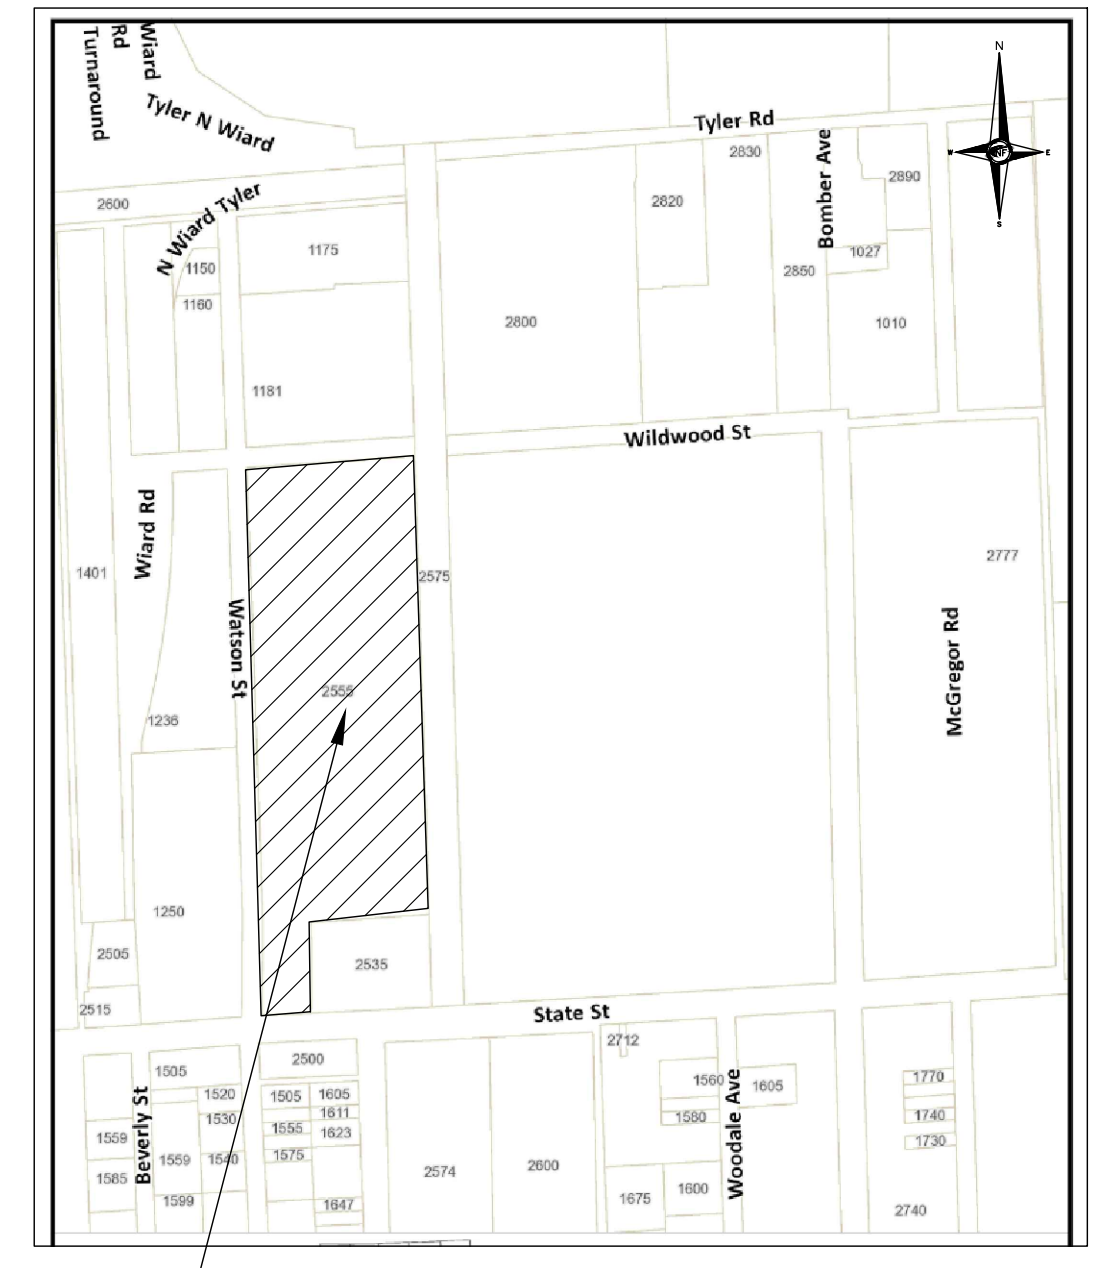 Wiard
Rd
Turnaround
N
Tyler N Wiard
Tyler Rd
W
NF
E
S
2830
Bomber Ave
2890
2820
2600
N Wiard Tyler
1175
1150
1027
2850
1160
2800
1010
1181
Wildwood St
Wiard Rd
1401
2575
2777
Watson St
2555
McGregor Rd
1236
1250
2505
2535
2515
State St
2712
2500
1505
1520
1505
1605
1560
1605
1770
1530
1611
1580
1740
1555
1623
1559
1730
Beverly St
1559
1540
1575
Woodale Ave
1585
2574
2600
1599
1647
1675
1600
2740